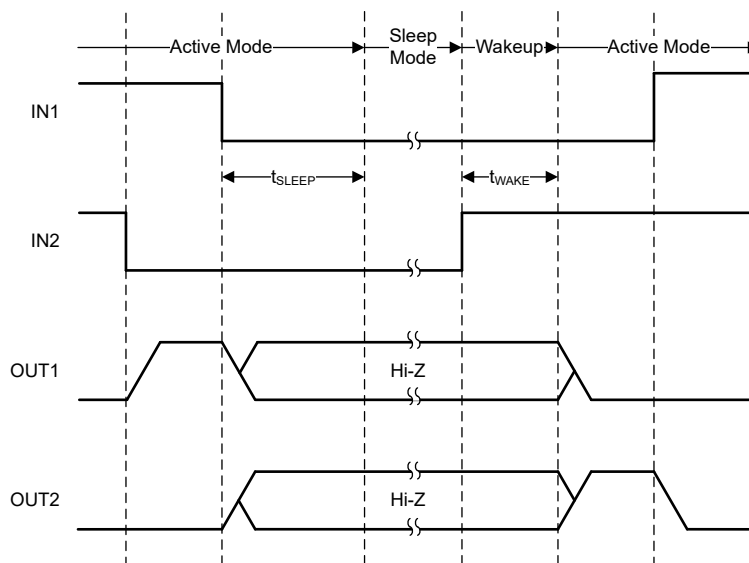 Active Mode
Sleep
Mode
Wakeup
Active Mode
IN1
tSLEEP
tWAKE
IN2
OUT1
Hi-Z
OUT2
Hi-Z